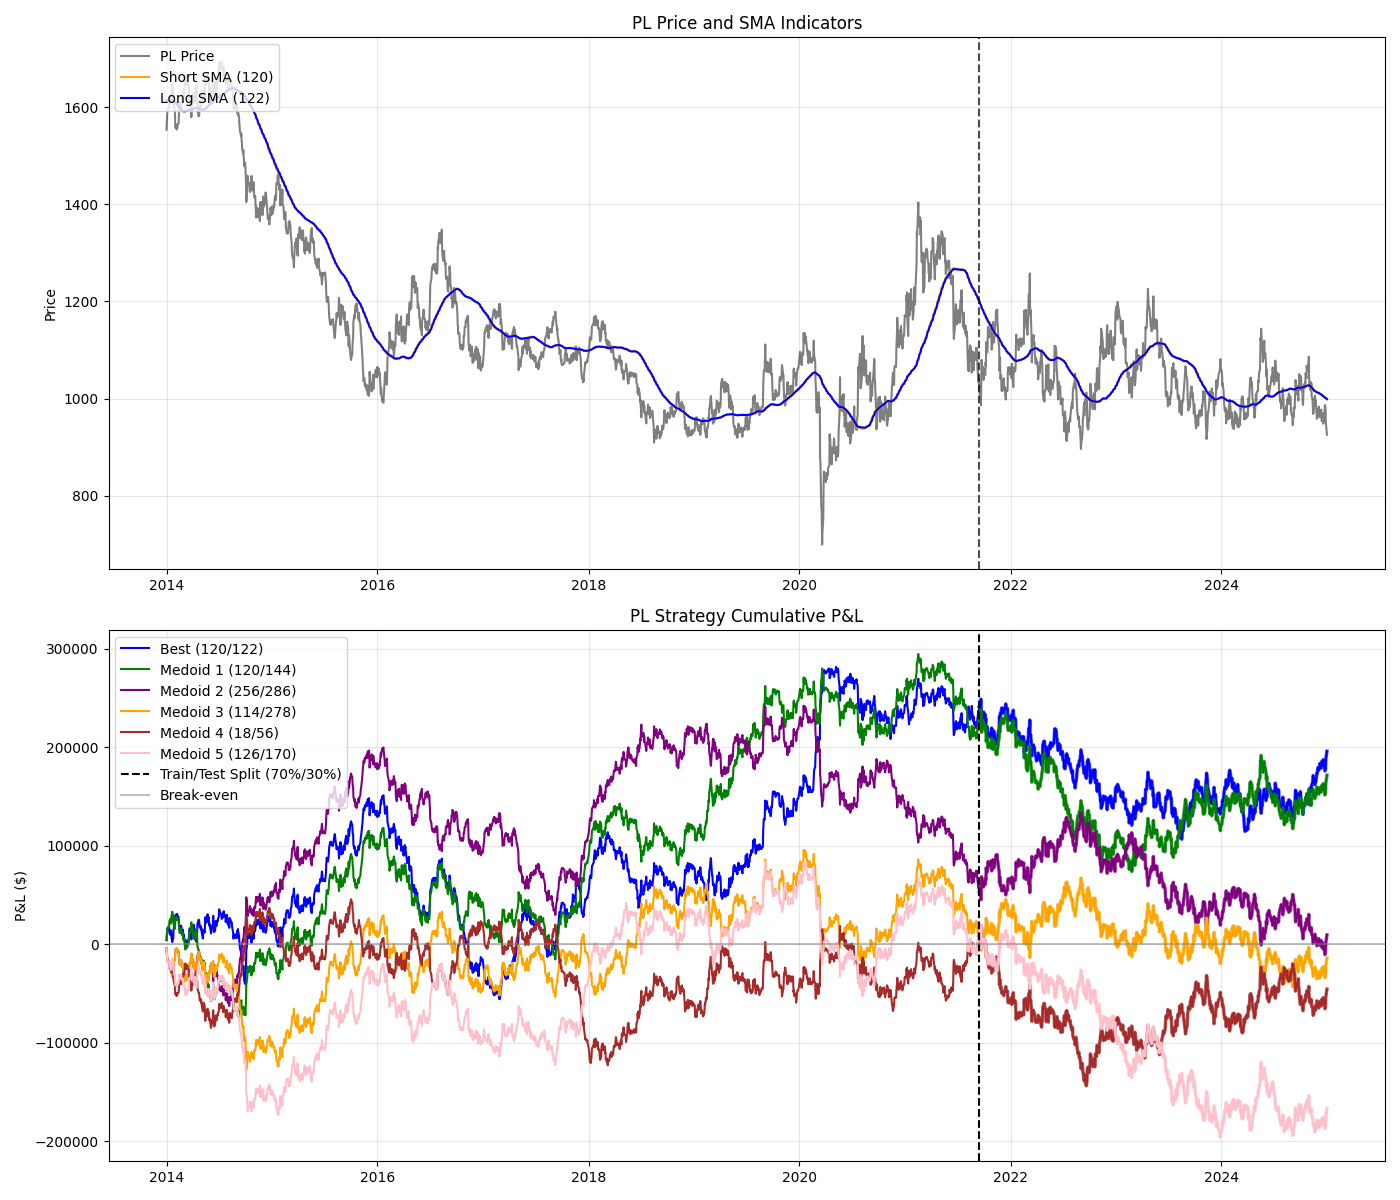 PL Price and SMA Indicators
PL Price
Short SMA (120)
Long SMA (122)
Price
1600
1400
1200
1000
800
2014
2016
2018
2020
2022
2024
PL Strategy Cumulative P&L
Best (120/122)
Medoid 1 (120/144)
Medoid 2 (256/286)
Medoid 3 (114/278)
Medoid 4 (18/56)
Medoid 5 (126/170)
Train/Test Split (70%/30%)
Break-even
P&L ($)
300000
200000
100000
0
−100000
−200000
2014
2016
2018
2020
2022
2024